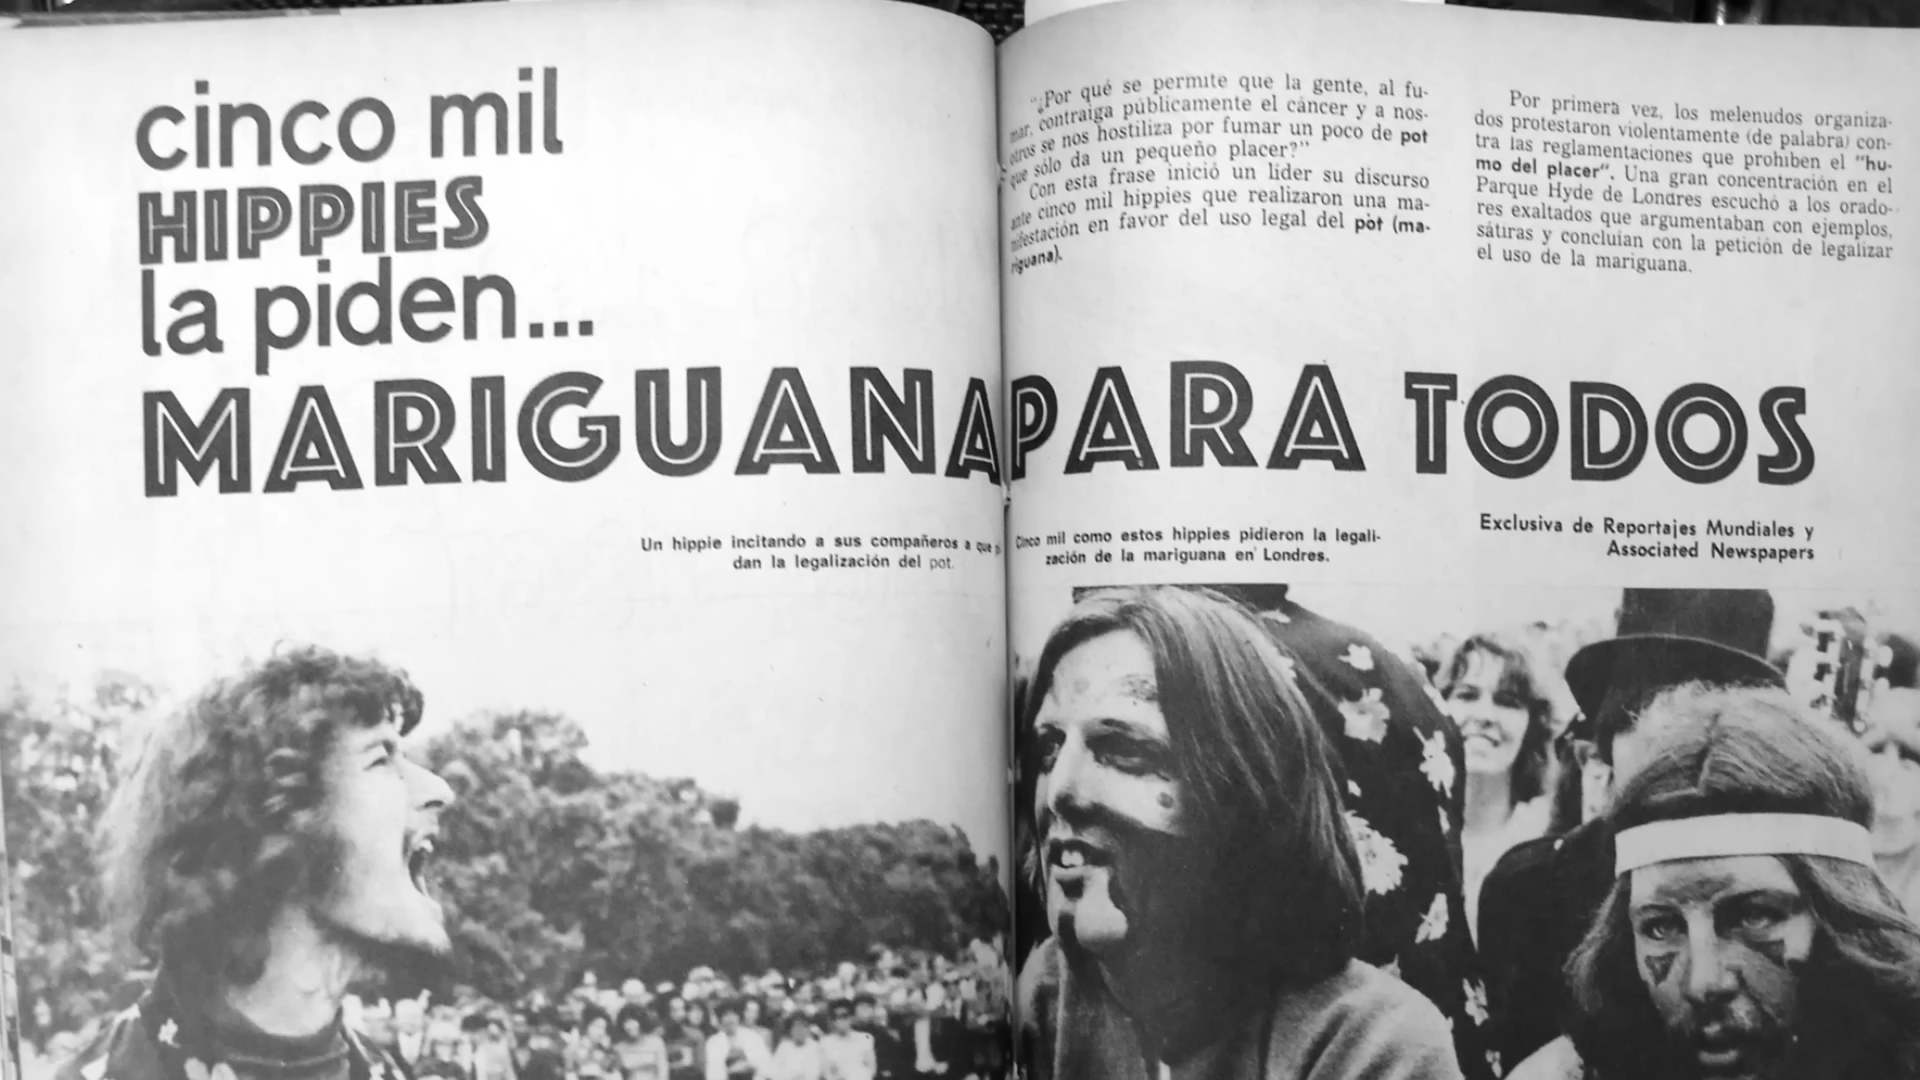 cinco mil
HIPPIES
la piden...
MARIGUANA PARA TODOS
"¿Por qué se permite que la gente, al fu-
mar, contraiga públicamente el cáncer y a nos-
otros se nos hostiliza por fumar un poco de pot
que sólo da un pequeño placer?"
Con esta frase inició un líder su discurso
ante cinco mil hippies que realizaron una ma-
nifestación en favor del uso legal del pot (ma-
riguana).
Por primera vez, los melenudos organiza-
dos protestaron violentamente (de palabra) con-
tra las reglamentaciones que prohiben el "hu-
mo del placer". Una gran concentración en el
Parque Hyde de Londres escuchó a los orado-
res exaltados que argumentaban con ejemplos,
sátiras y concluían con la petición de legalizar
el uso de la mariguana.
Un hippie incitando a sus compañeros a que pi
dan la legalización del pot.
Cinco mil como estos hippies pidieron la legali-
zación de la mariguana en Londres.
Exclusiva de Reportajes Mundiales y
Associated Newspapers